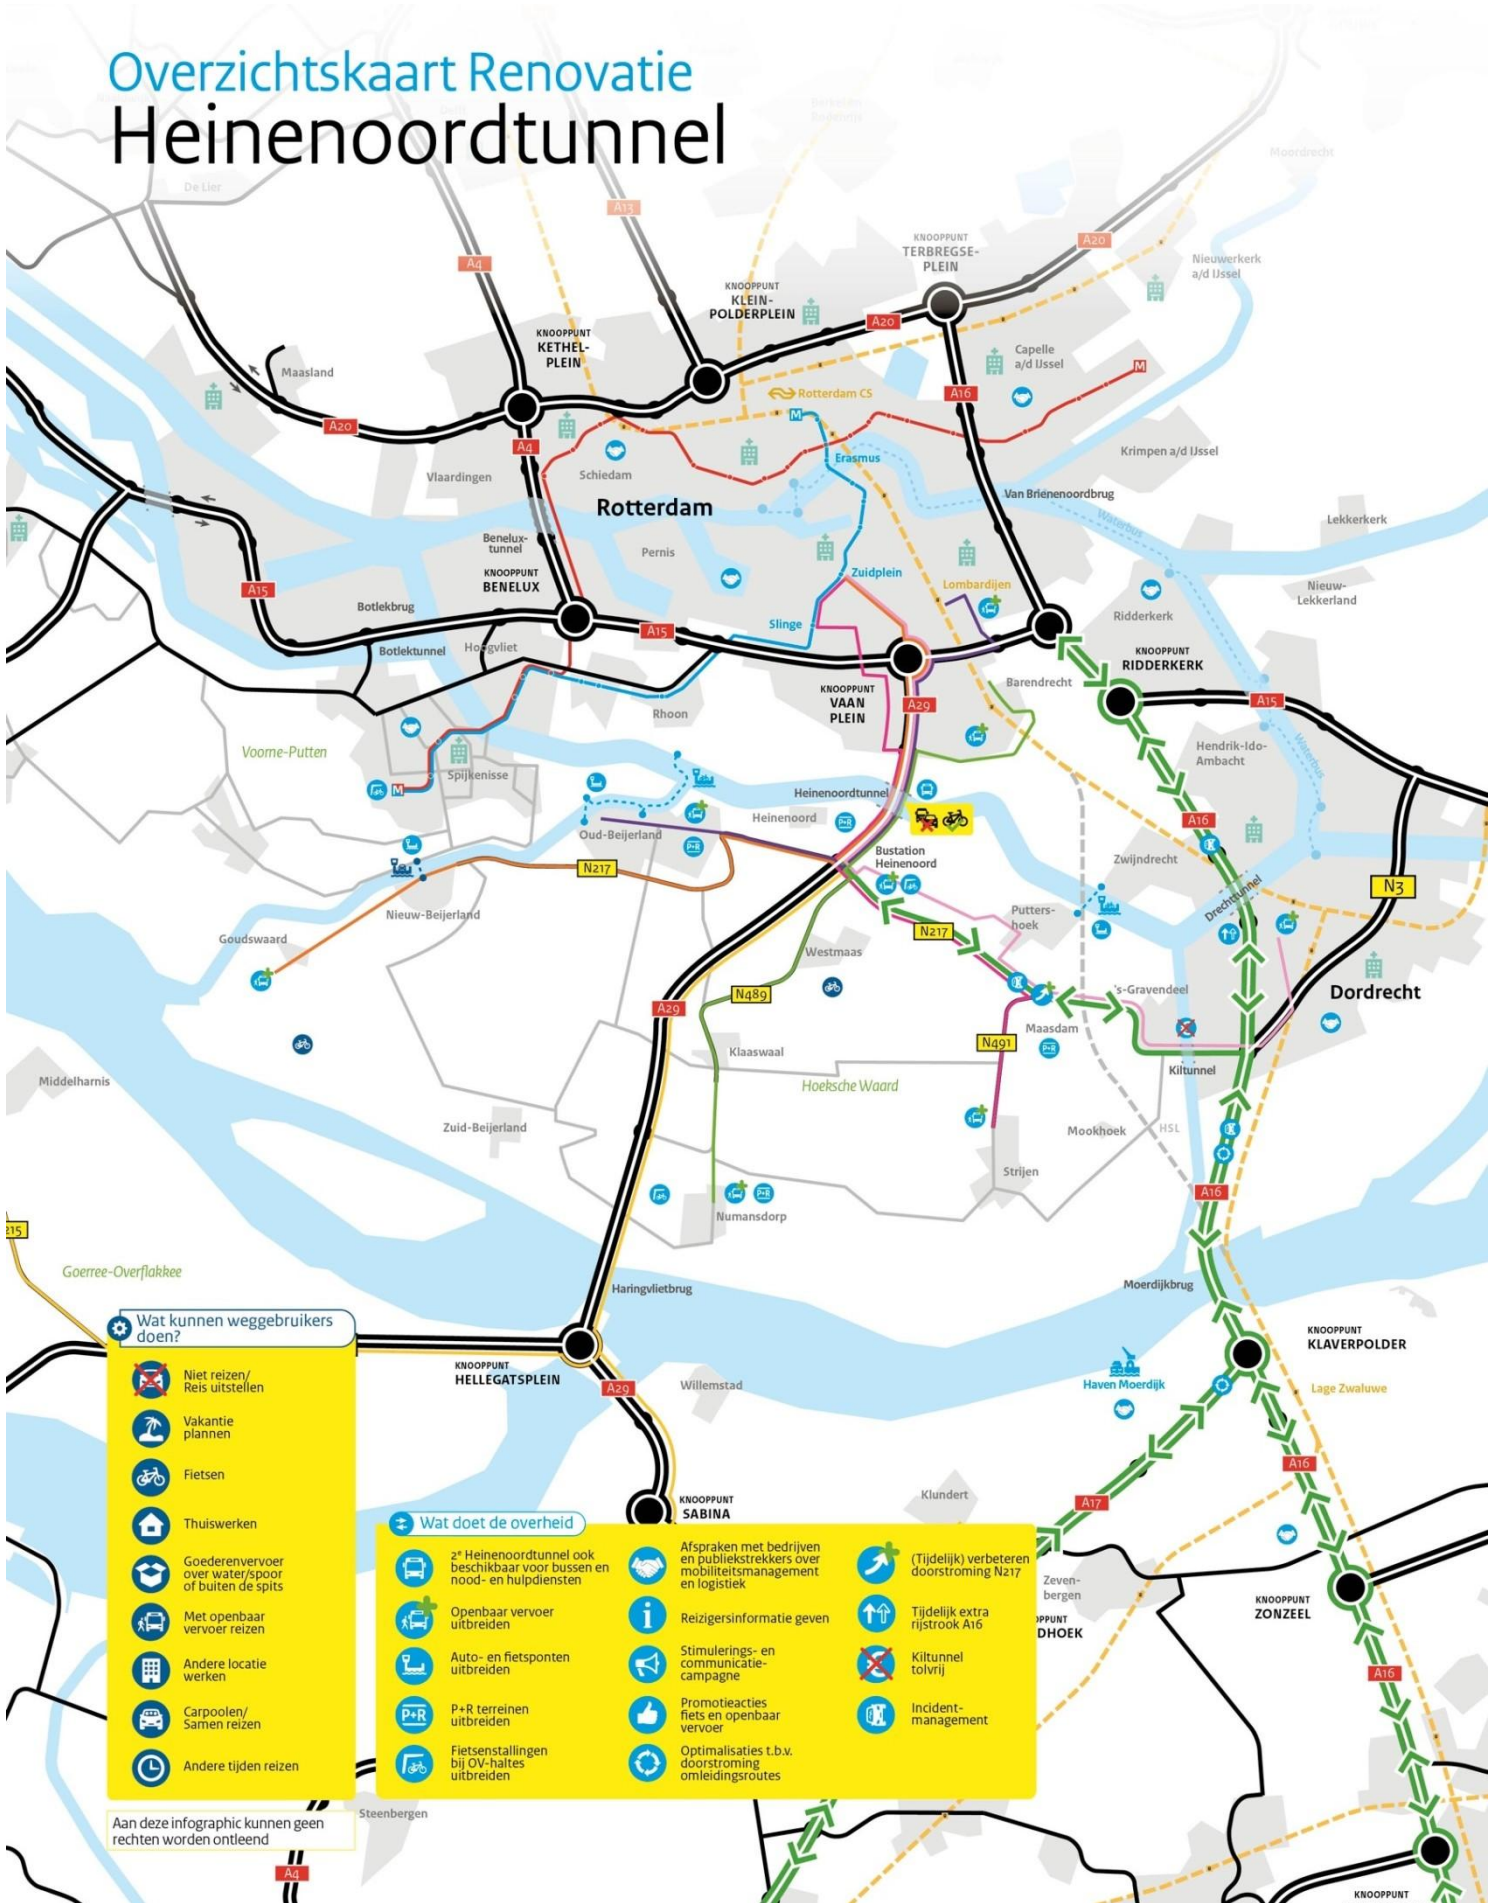 Overzichtskaart Renovatie
Heinenoordtunnel
De Lier
Moordrecht
A13
A4
A20
KNOOPPUNT
TERBREGSE-
PLEIN
Nieuwerkerk
a/d IJssel
KNOOPPUNT
KLEIN-
POLDERPLEIN
A20
KNOOPPUNT
KETHEL-
PLEIN
Capelle
a/d IJssel
M
Maasland
A16
Rotterdam CS
M
A20
A4
Erasmus
Krimpen a/d IJssel
Vlaardingen
Schiedam
Van Brienenoordbrug
Rotterdam
Waterbus
Lekkerkerk
Benelux-
tunnel
Pernis
KNOOPPUNT
BENELUX
Zuidplein
Lombardijen
Nieuw-
Lekkerland
A15
Botlekbrug
Ridderkerk
A15
Slinge
Botlektunnel
Hoogvliet
KNOOPPUNT
RIDDERKERK
Barendrecht
KNOOPPUNT
VAAN
PLEIN
A29
A15
Rhoon
Voorne-Putten
Hendrik-Ido-
Ambacht
Waterbus
Spijkenisse
M
Heinenoordtunnel
Heinenoord
P+R
A16
Oud-Beijerland
P+R
Bustation
Heinenoord
Zwijndrecht
N217
N3
Drechttunnel
Nieuw-Beijerland
Putters-
hoek
Goudswaard
N217
Westmaas
's-Gravendeel
Dordrecht
N489
A29
Maasdam
N491
P+R
Klaaswaal
Kiltunnel
Middelharnis
Hoeksche Waard
Zuid-Beijerland
Mookhoek
HSL
Strijen
A16
P+R
Numansdorp
215
Goerree-Overflakkee
Haringvlietbrug
Moerdijkbrug
KNOOPPUNT
KLAVERPOLDER
KNOOPPUNT
HELLEGATSPLEIN
A29
Willemstad
Haven Moerdijk
Lage Zwaluwe
A16
Klundert
A17
KNOOPPUNT
SABINA
Zeven-
bergen
KNOOPPUNT
ZONZEEL
OPPUNT
DHOEK
A16
Wat kunnen weggebruikers
doen?
Niet reizen/
Reis uitstellen
Vakantie
plannen
Fietsen
Thuiswerken
Goederenvervoer
over water/spoor
of buiten de spits
Met openbaar
vervoer reizen
Andere locatie
werken
Carpoolen/
Samen reizen
Andere tijden reizen
Wat doet de overheid
2e Heinenoordtunnel ook
beschikbaar voor bussen en
nood- en hulpdiensten
Openbaar vervoer
uitbreiden
Auto- en fietsponten
uitbreiden
P+R
P+R terreinen
uitbreiden
Fietsenstallingen
bij OV-haltes
uitbreiden
Afspraken met bedrijven
en publiekstrekkers over
mobiliteitsmanagement
en logistiek
i
Reizigersinformatie geven
Stimulerings- en
communicatie-
campagne
Promotieacties
fiets en openbaar
vervoer
Optimalisaties t.b.v.
doorstroming
omleidingsroutes
(Tijdelijk) verbeteren
doorstroming N217
Tijdelijk extra
rijstrook A16
Kiltunnel
tolvrij
Incident-
management
Steenbergen
Aan deze infographic kunnen geen
rechten worden ontleend
A4
KNOOPPUNT